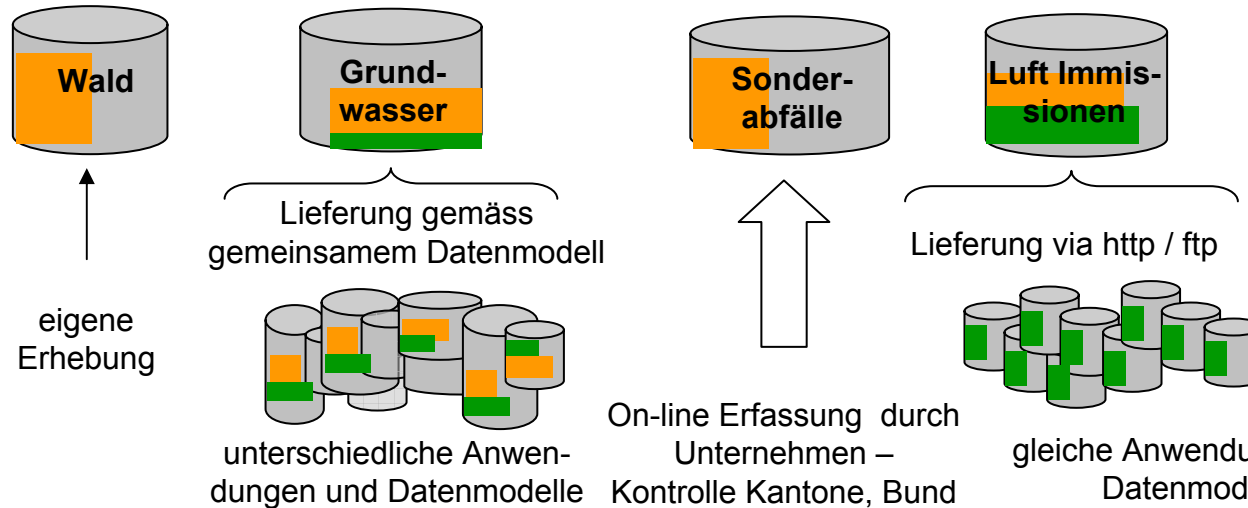 Wald
Grund-
wasser
Sonder-
abfälle
Luft Immis-
sionen
Lieferung gemäss
gemeinsamem Datenmodell
Lieferung via http / ftp
eigene
Erhebung
unterschiedliche Anwen-
dungen und Datenmodelle
On-line Erfassung durch
Unternehmen –
Kontrolle Kantone, Bund
gleiche